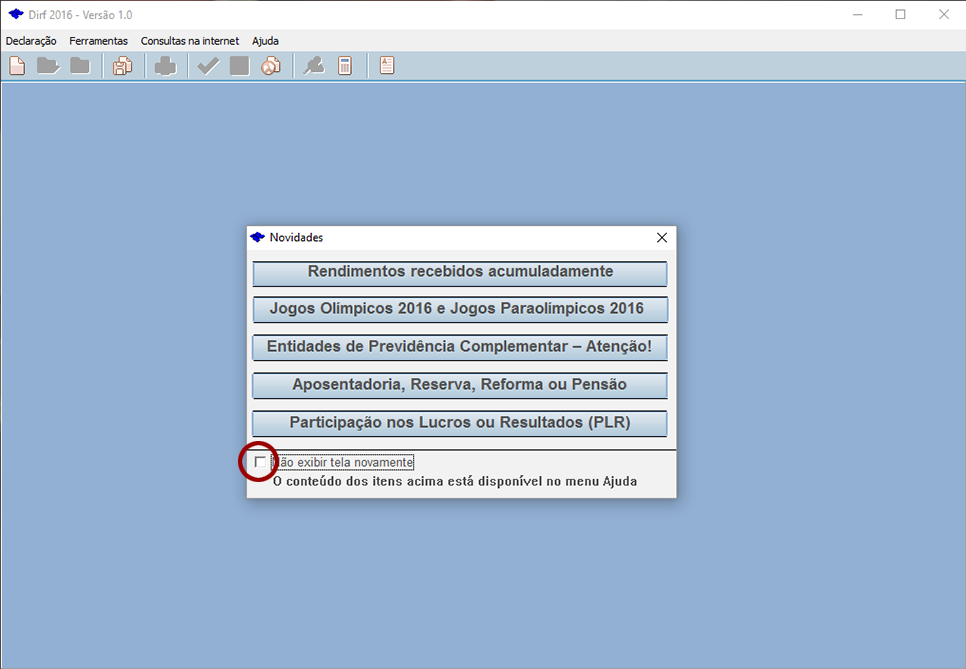 Dirf 2016 - Versão 1.0
Declaração Ferramentas Consultas na internet Ajuda
Novidades
Rendimentos recebidos acumuladamente
Jogos Olímpicos 2016 e Jogos Paraolímpicos 2016
Entidades de Previdência Complementar – Atenção!
Aposentadoria, Reserva, Reforma ou Pensão
Participação nos Lucros ou Resultados (PLR)
Não exibir tela novamente
O conteúdo dos itens acima está disponível no menu Ajuda